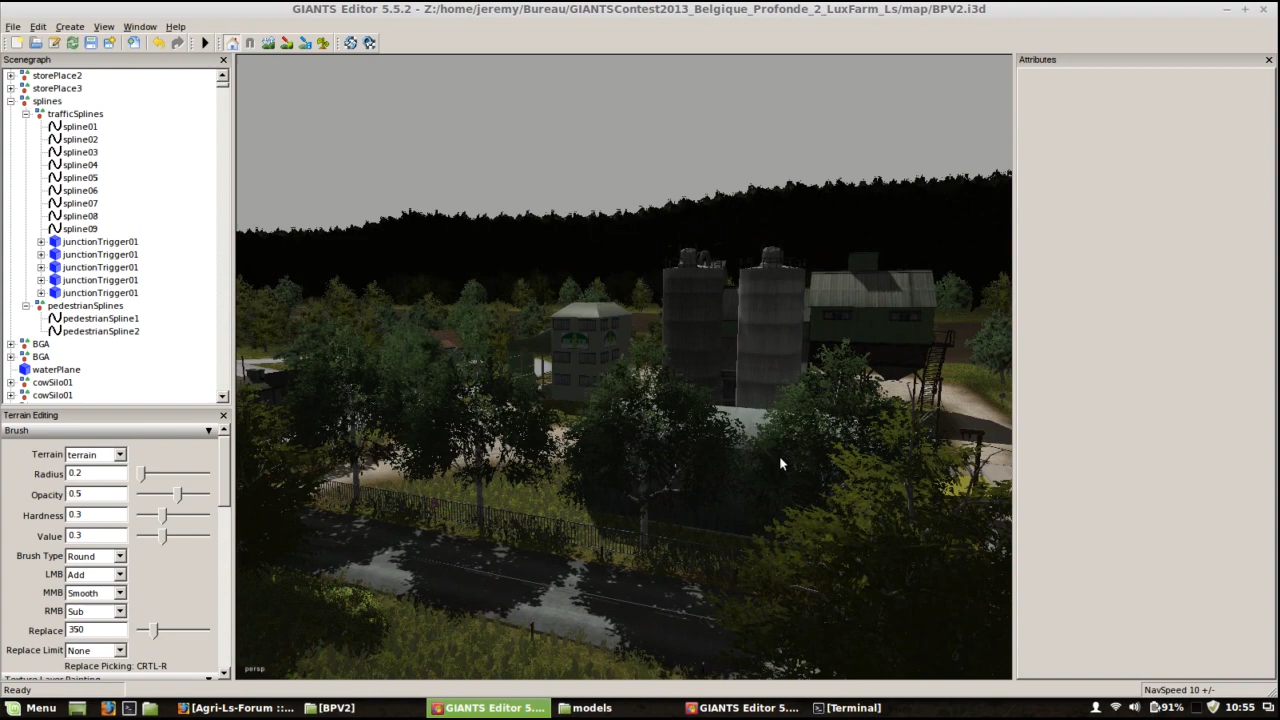 GIANTS Editor 5.5.2 - Z:/home/jeremy/Bureau/GIANTSContest2013_Belgique_Profonde_2_LuxFarm_Ls/map/BPV2.i3d
File Edit Create View Window Help
Scenegraph
storePlace2
storePlace3
splines
trafficSplines
spline01
spline02
spline03
spline04
spline05
spline06
spline07
spline08
spline09
junctionTrigger01
junctionTrigger01
junctionTrigger01
junctionTrigger01
junctionTrigger01
pedestrianSplines
pedestrianSpline1
pedestrianSpline2
BGA
BGA
waterPlane
cowSilo01
cowSilo01
Terrain Editing
Brush
Terrain terrain
Radius 0.2
Opacity 0.5
Hardness 0.3
Value 0.3
Brush Type Round
LMB Add
MMB Smooth
RMB Sub
Replace 350
Replace Limit None
Replace Picking: CRTL-R
Texture Layer Painting
persp
Attributes
Ready
NavSpeed 10 +/-
Menu
[Agri-Ls-Forum :: ...
[BPV2]
GIANTS Editor 5....
models
GIANTS Editor 5....
[Terminal]
91%
10:55